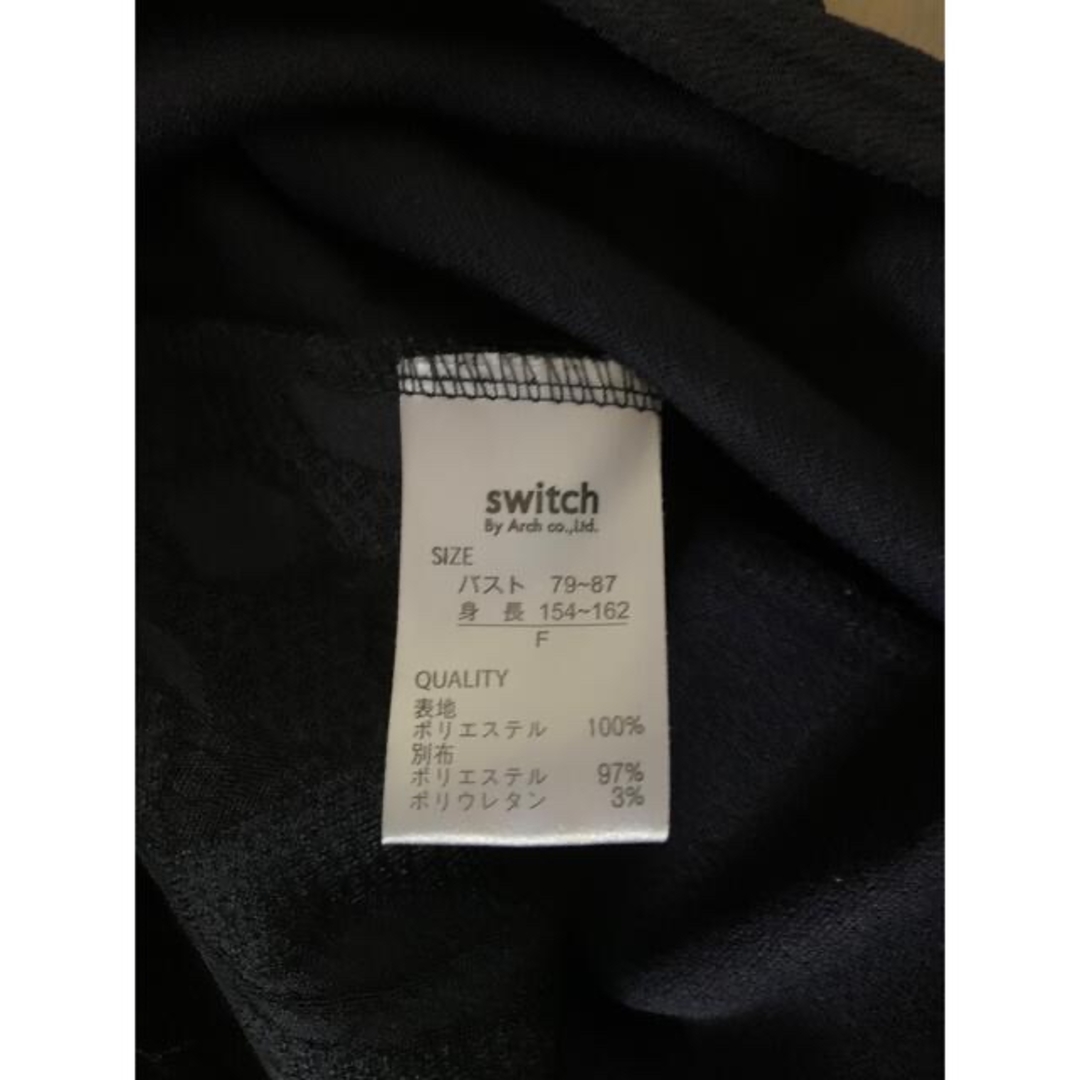 switch
By Arch co.,Ltd.
SIZE
バスト 79~87
身 長 154~162
F
QUALITY
表地
ポリエステル 100%
別布
ポリエステル 97%
ポリウレタン 3%